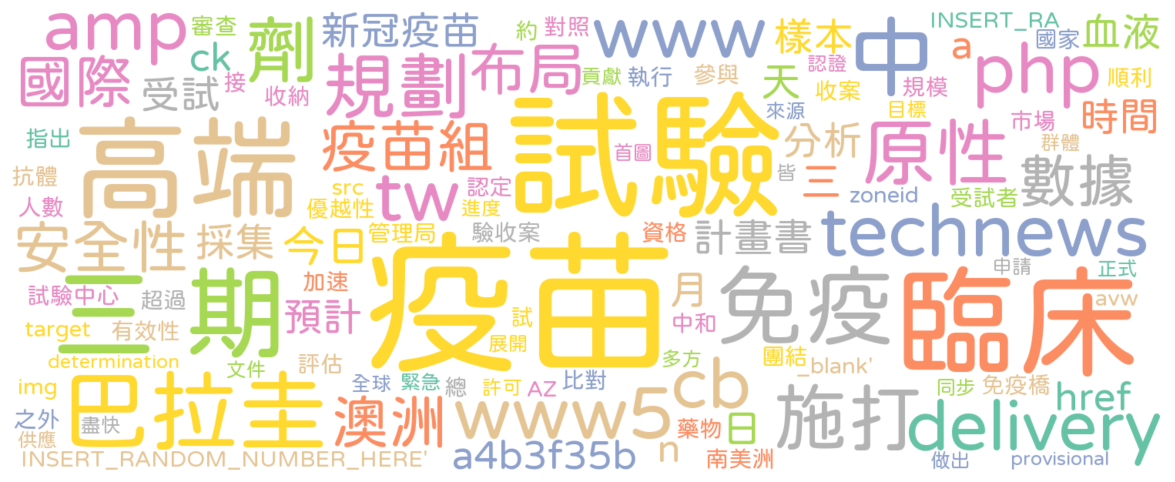 amp 審查 劑 新冠疫苗 約 對照 www 樣本 中 INSERT_RA 國家 血液
ck 布局 a php
國際 受試 接 收納 規劃 貢獻 執行 參與 天 認證 收案 規模 順利
目標 來源 市場 時間
指出 高端 疫苗組 試驗 首圖 分析 原性 群體 數據
抗體 src tw 認定 皆 三 zoneid 受試者
人數 優越性 進度
安全性 採集 今日 管理局 驗收案 資格 計畫書 technews
三期 加速 疫苗 月 免疫 申請 正式 臨床
試驗中心 超過 預計 試 中和 avw
target 有效性 展開
determination 文件 評估 多方 團結 _blank'
img 巴拉圭 全球 緊急 總 許可 AZ 比對 cb 同步 免疫橋 href
之外 盡快 澳洲 www5 n 藥物 日 施打 delivery
供應 INSERT_RANDOM_NUMBER_HERE' a4b3f35b 南美洲 做出 provisional